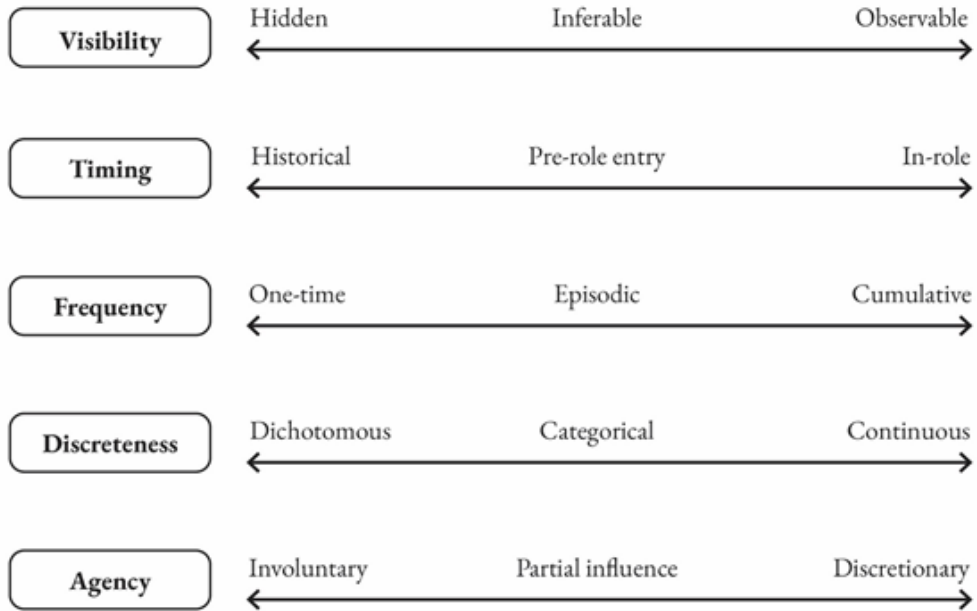 Visibility
Hidden Inferable Observable
Timing
Historical Pre-role entry In-role
Frequency
One-time Episodic Cumulative
Discreteness
Dichotomous Categorical Continuous
Agency
Involuntary Partial influence Discretionary